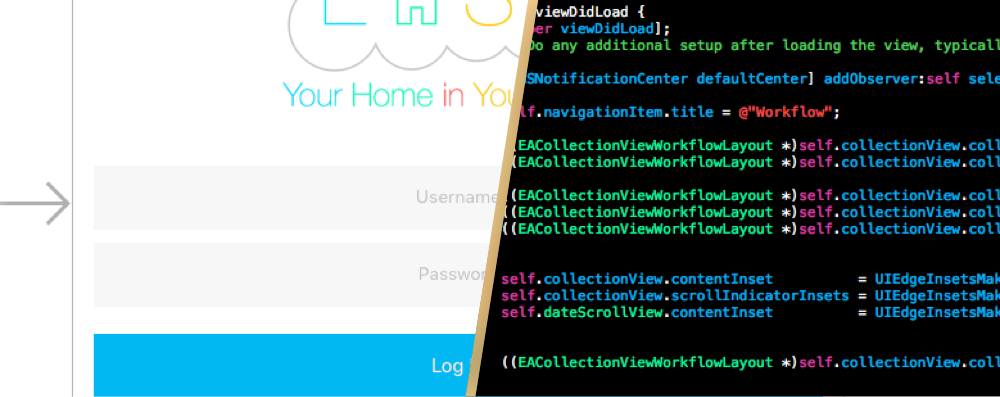 Your Home in You
Username
Passwor
Log
viewDidLoad {
er viewDidLoad];
Do any additional setup after loading the view, typicall
SNotificationCenter defaultCenter] addObserver:self sele
lf.navigationItem.title = @"Workflow";
(EACollectionViewWorkflowLayout *)self.collectionView.coll
(EACollectionViewWorkflowLayout *)self.collectionView.coll
((EACollectionViewWorkflowLayout *)self.collectionView.coll
((EACollectionViewWorkflowLayout *)self.collectionView.coll
((EACollectionViewWorkflowLayout *)self.collectionView.coll
self.collectionView.contentInset = UIEdgeInsetsMak
self.collectionView.scrollIndicatorInsets = UIEdgeInsetsMak
self.dateScrollView.contentInset = UIEdgeInsetsMak
((EACollectionViewWorkflowLayout *)self.collectionView.coll